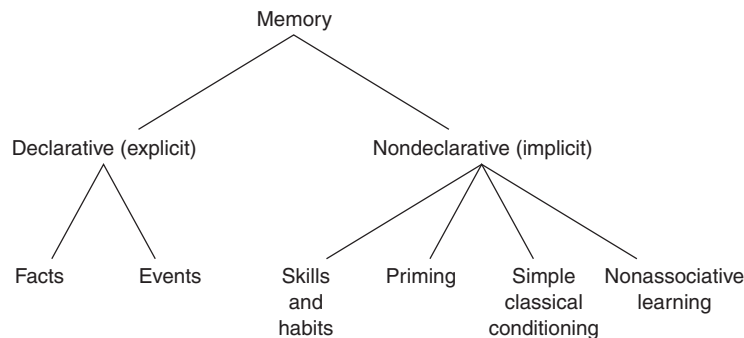 Memory
Declarative (explicit)
Nondeclarative (implicit)
Facts
Events
Skills
and
habits
Priming
Simple
classical
conditioning
Nonassociative
learning